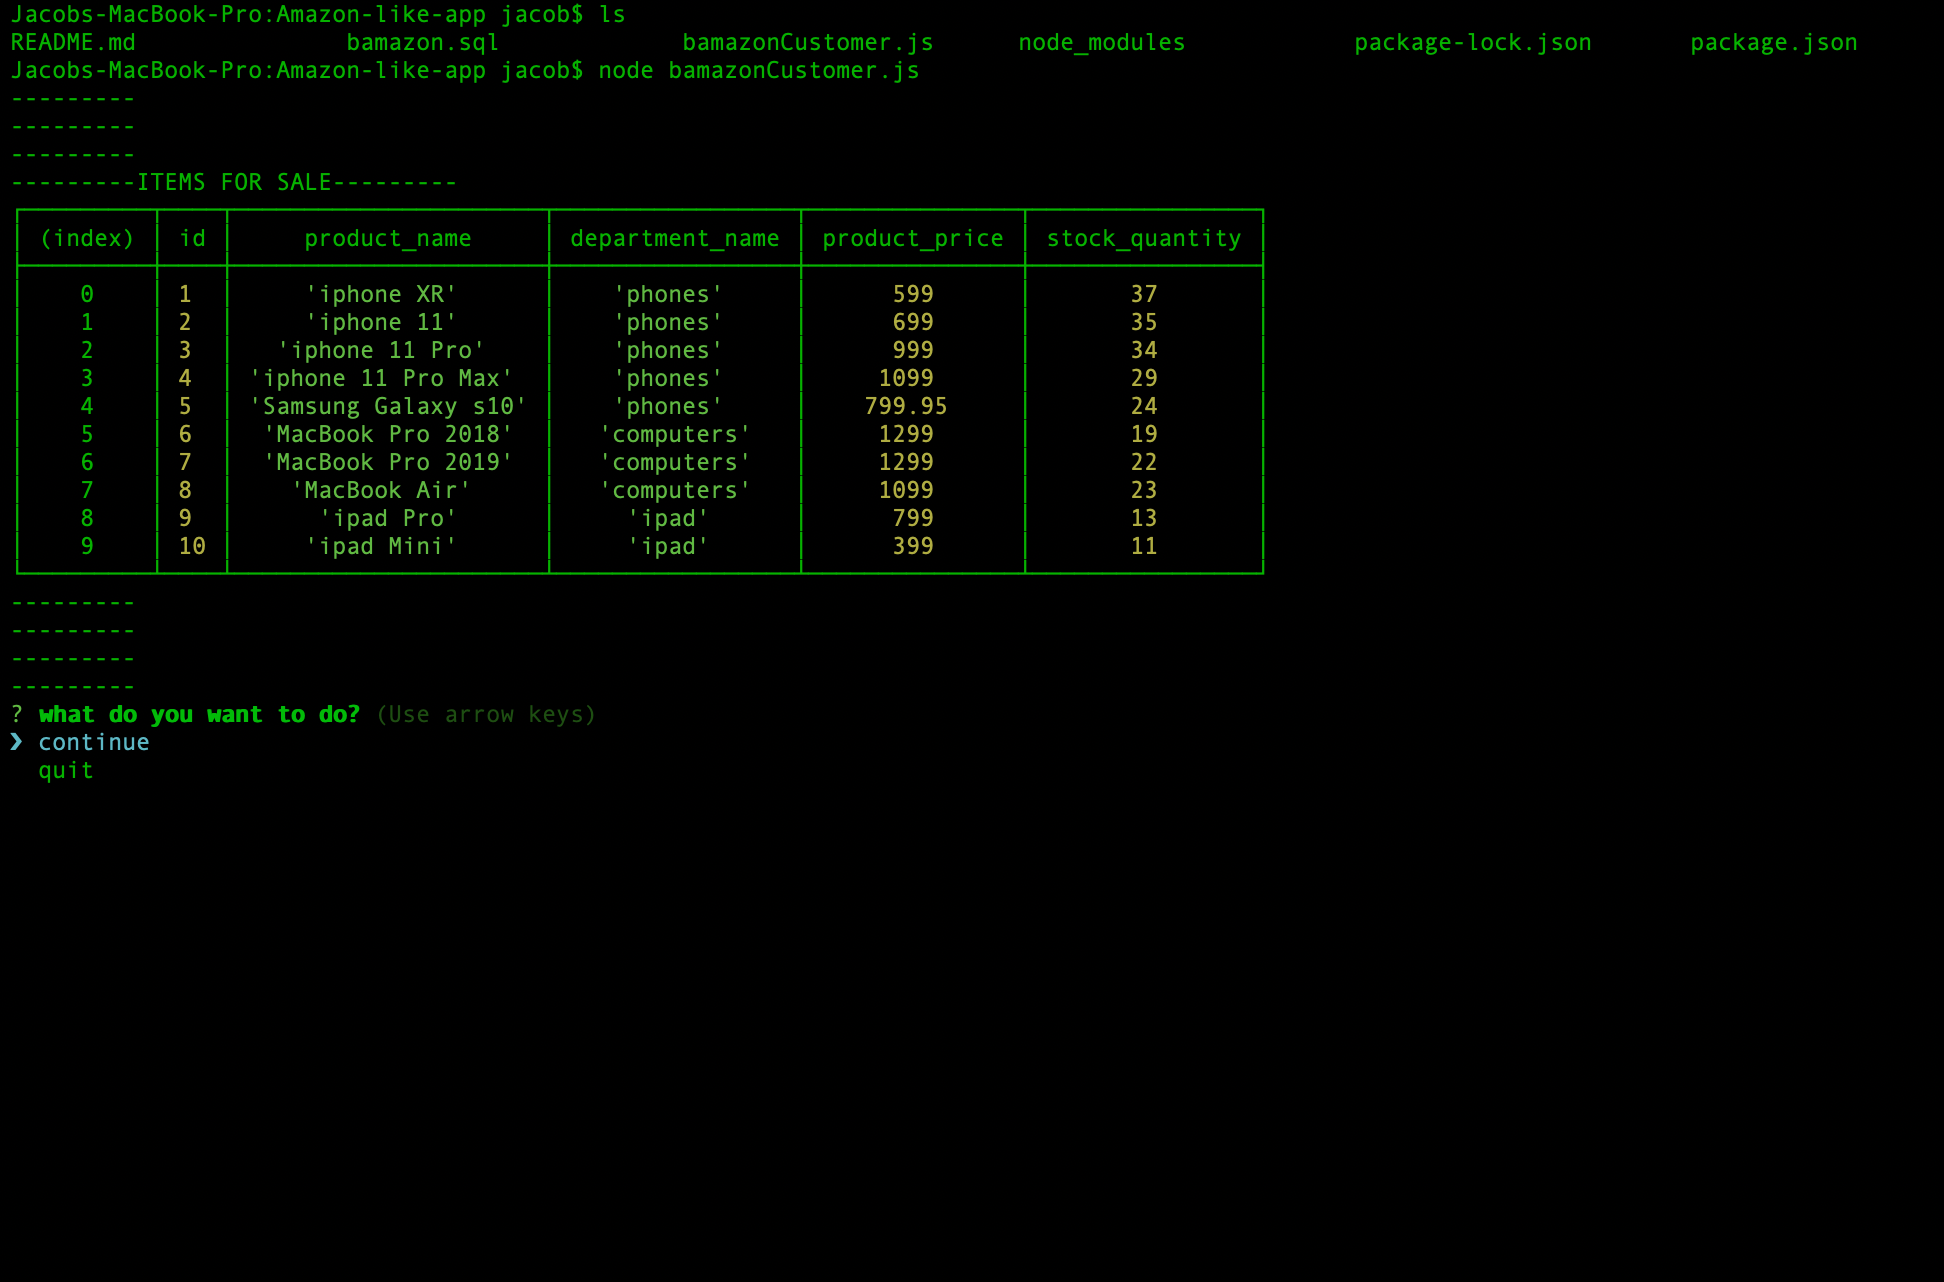 Jacobs-MacBook-Pro:Amazon-like-app jacob$ ls
README.md bamazon.sql bamazonCustomer.js node_modules package-lock.json package.json
Jacobs-MacBook-Pro:Amazon-like-app jacob$ node bamazonCustomer.js
---------
---------
---------
---------ITEMS FOR SALE---------
(index) id product_name department_name product_price stock_quantity
0 1 'iphone XR' 'phones' 599 37
1 2 'iphone 11' 'phones' 699 35
2 3 'iphone 11 Pro' 'phones' 999 34
3 4 'iphone 11 Pro Max' 'phones' 1099 29
4 5 'Samsung Galaxy s10' 'phones' 799.95 24
5 6 'MacBook Pro 2018' 'computers' 1299 19
6 7 'MacBook Pro 2019' 'computers' 1299 22
7 8 'MacBook Air' 'computers' 1099 23
8 9 'ipad Pro' 'ipad' 799 13
9 10 'ipad Mini' 'ipad' 399 11
---------
---------
---------
---------
? what do you want to do? (Use arrow keys)
❯ continue
quit